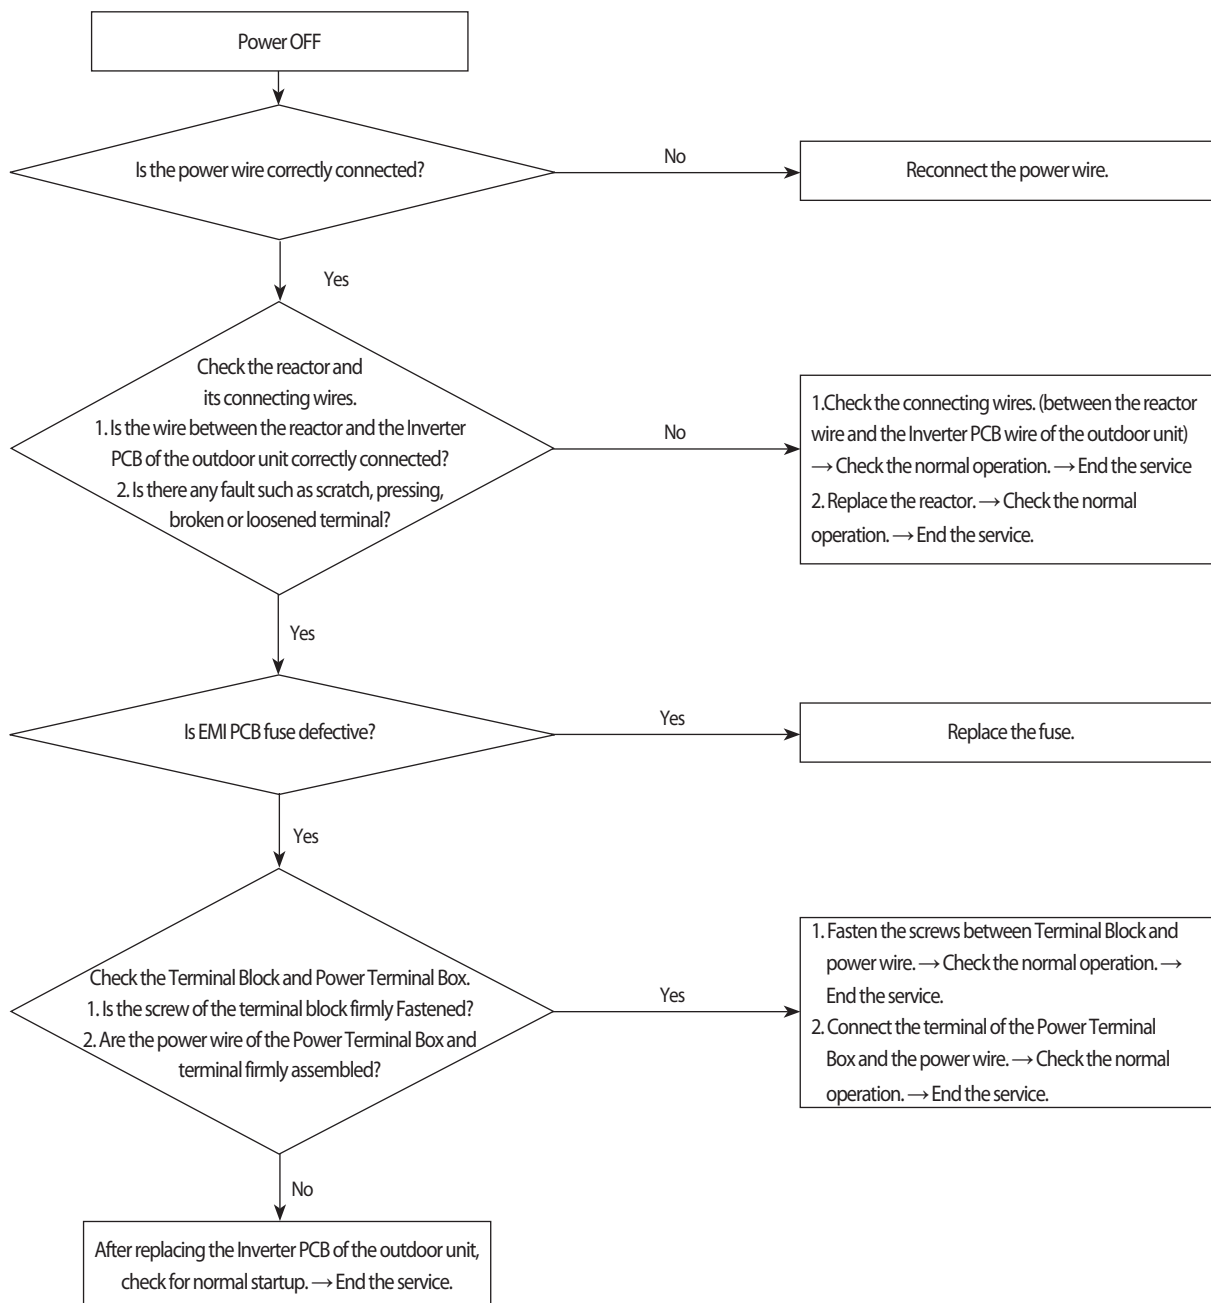 Power OFF
Is the power wire correctly connected?
No
Reconnect the power wire.
Yes
Check the reactor and
its connecting wires.
1. Is the wire between the reactor and the Inverter
PCB of the outdoor unit correctly connected?
2. Is there any fault such as scratch, pressing,
broken or loosened terminal?
No
1.Check the connecting wires. (between the reactor
wire and the Inverter PCB wire of the outdoor unit)
→ Check the normal operation. → End the service
2. Replace the reactor. → Check the normal
operation. → End the service.
Yes
Is EMI PCB fuse defective?
Yes
Replace the fuse.
Yes
Check the Terminal Block and Power Terminal Box.
1. Is the screw of the terminal block firmly Fastened?
2. Are the power wire of the Power Terminal Box and
terminal firmly assembled?
Yes
1. Fasten the screws between Terminal Block and
power wire. → Check the normal operation. →
End the service.
2. Connect the terminal of the Power Terminal
Box and the power wire. → Check the normal
operation. → End the service.
No
After replacing the Inverter PCB of the outdoor unit,
check for normal startup. → End the service.